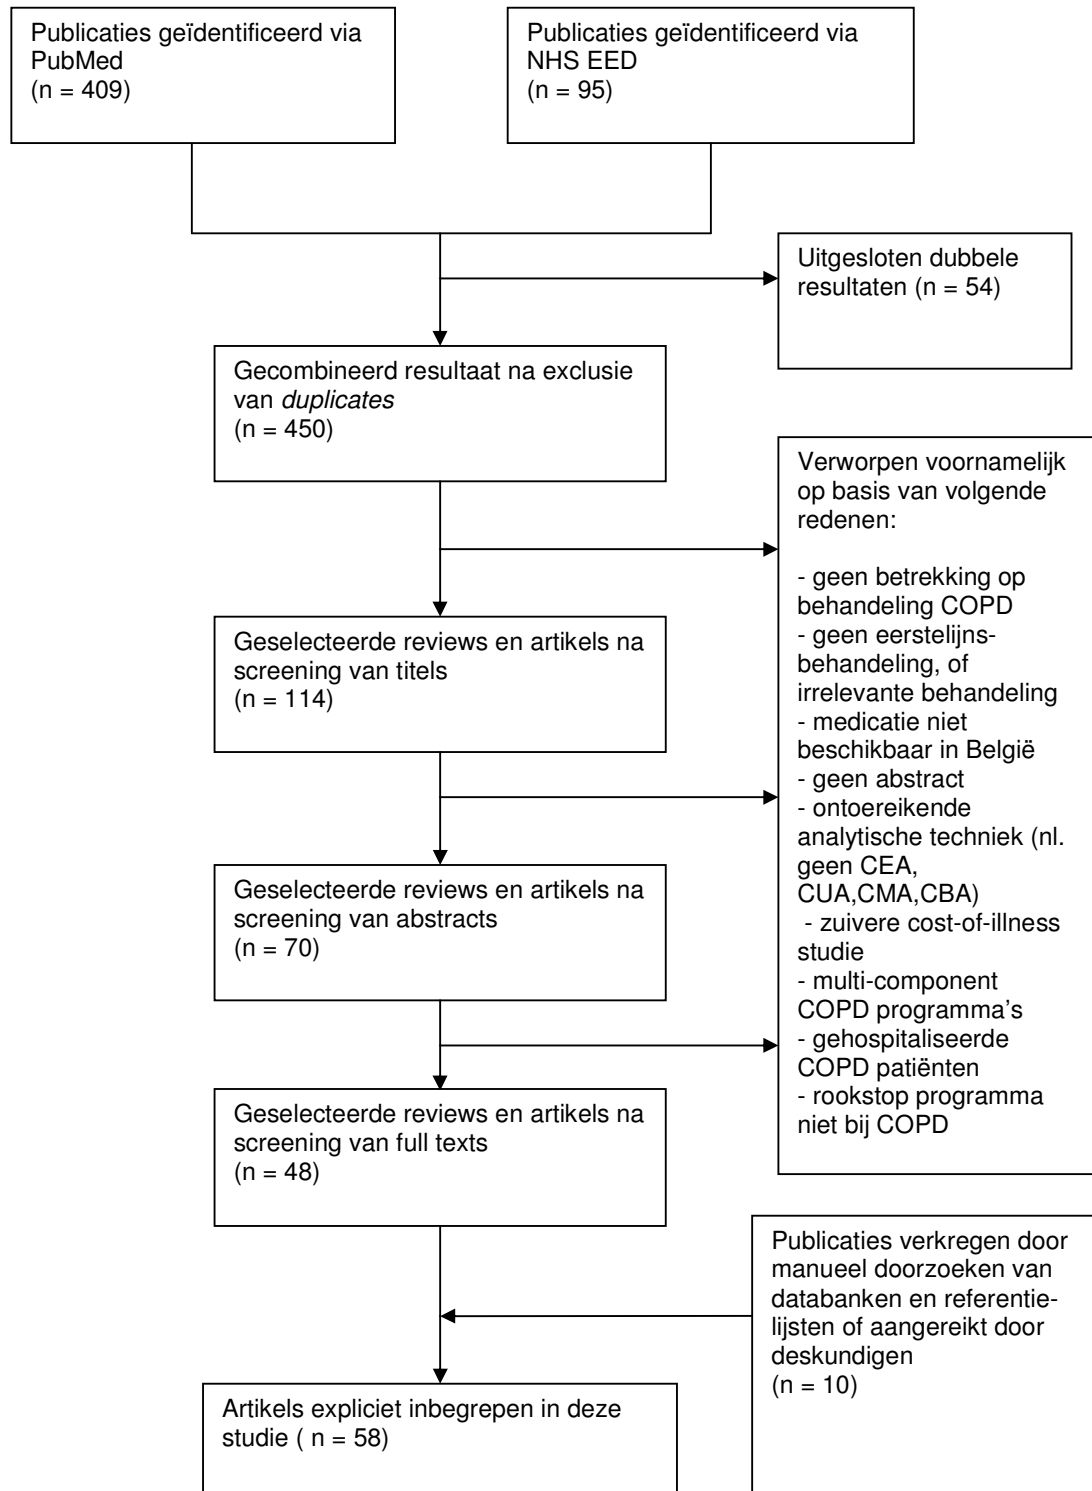 Publicaties geïdentificeerd via
PubMed
(n = 409)
Publicaties geïdentificeerd via
NHS EED
(n = 95)
Uitgesloten dubbele
resultaten (n = 54)
Gecombineerd resultaat na exclusie
van duplicates
(n = 450)
Verworpen voornamelijk
op basis van volgende
redenen:
- geen betrekking op
behandeling COPD
- geen eerstelijns-
behandeling, of
irrelevante behandeling
- medicatie niet
beschikbaar in België
- geen abstract
- ontoereikende
analytische techniek (nl.
geen CEA,
CUA,CMA,CBA)
- zuivere cost-of-illness
studie
- multi-component
COPD programma's
- gehospitaliseerde
COPD patiënten
- rookstop programma
niet bij COPD
Geselecteerde reviews en artikels na
screening van titels
(n = 114)
Geselecteerde reviews en artikels na
screening van abstracts
(n = 70)
Geselecteerde reviews en artikels na
screening van full texts
(n = 48)
Publicaties verkregen door
manueel doorzoeken van
databanken en referentie-
lijsten of aangereikt door
deskundigen
(n = 10)
Artikels expliciet inbegrepen in deze
studie ( n = 58)